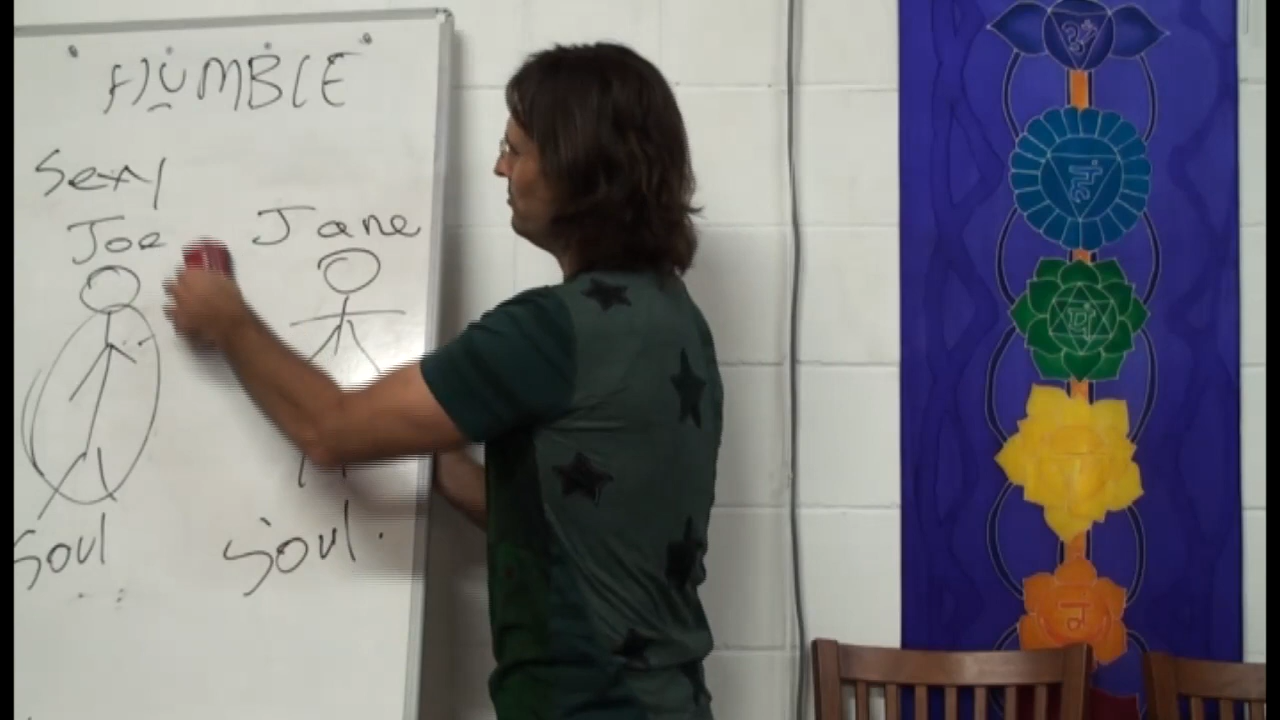 HUMBLE
Sexy
Joe Jane
Soul Soul.
ॐ
हं
यं